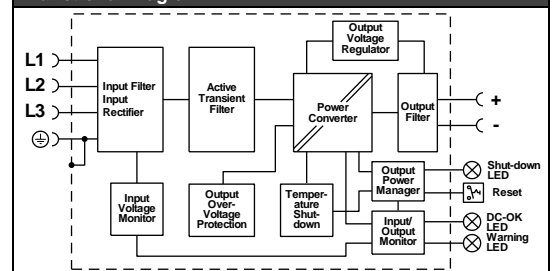 L1
L2
L3
Input Filter
Input
Rectifier
Active
Transient
Filter
Output
Voltage
Regulator
Power
Converter
Output
Filter
+
-
Input
Voltage
Monitor
Output
Over-
Voltage
Protection
Temper-
ature
Shut-
down
Output
Power
Manager
Input/
Output
Monitor
Shut-down
LED
Reset
DC-OK
LED
Warning
LED